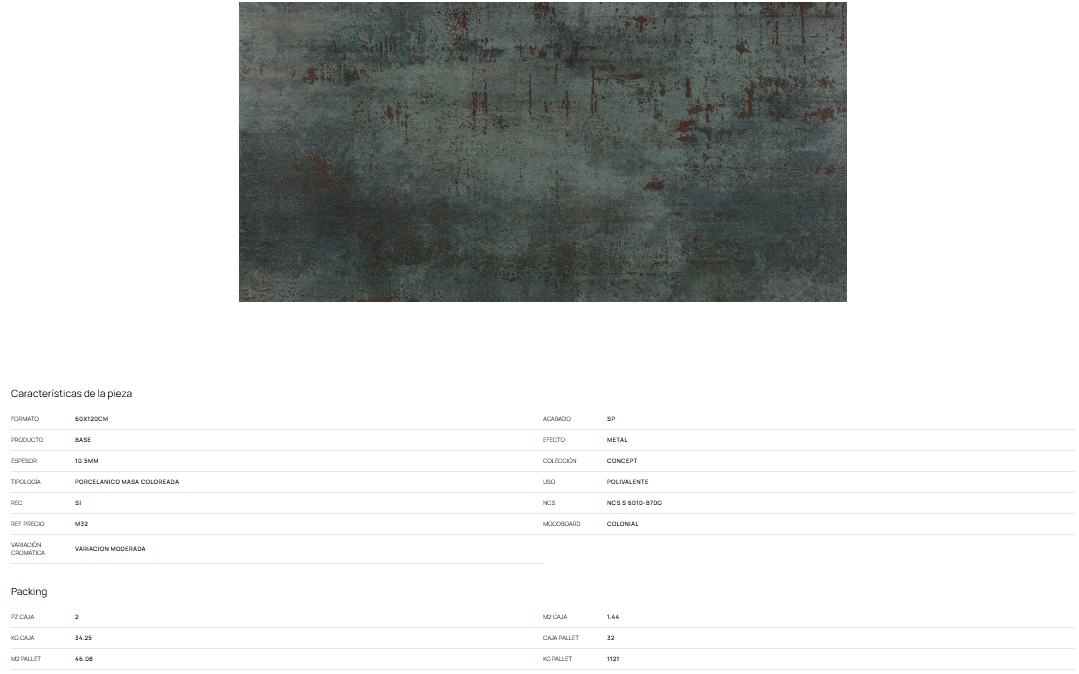 Características de la pieza
FORMATO 60X120CM ACABADO SP
PRODUCTO BASE EFECTO METAL
ESPESOR 10.5MM COLECCIÓN CONCEPT
TIPOLOGÍA PORCELANICO MASA COLOREADA USO POLIVALENTE
REC SI NCS NCS S 6010-B70G
REF. PRECIO M32 MOODBOARD COLONIAL
VARIACIÓN
CROMÁTICA VARIACION MODERADA
Packing
PZ CAJA 2 M2 CAJA 1.44
KG CAJA 34.25 CAJA PALLET 32
M2 PALLET 46.08 KG PALLET 1121